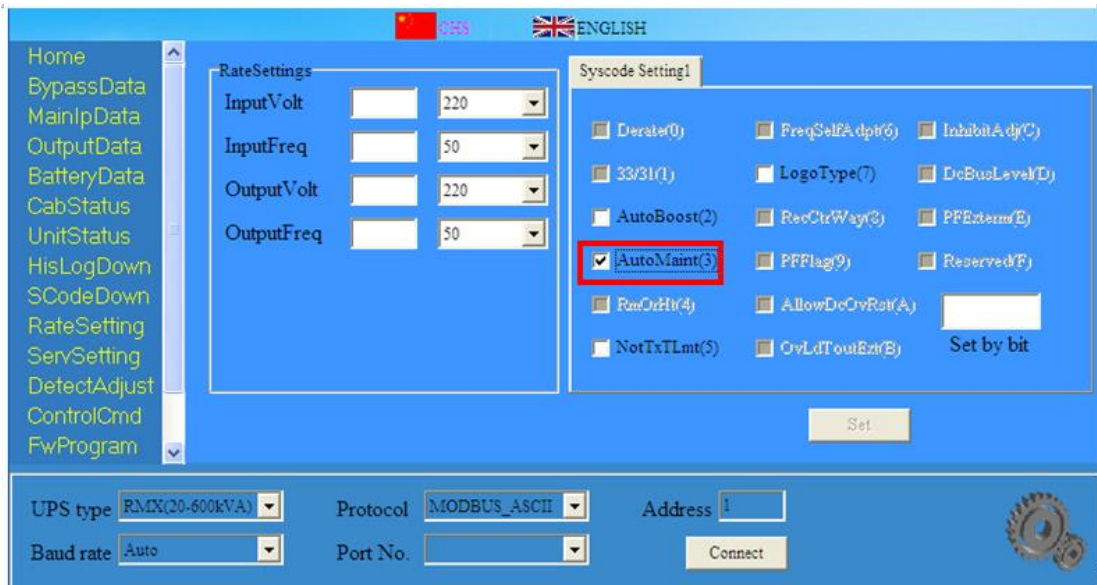 CHS ENGLISH
Home
BypassData
MainIpData
OutputData
BatteryData
CabStatus
UnitStatus
HisLogDown
SCodeDown
RateSetting
ServSetting
DetectAdjust
ControlCmd
FwProgram
RateSettings
InputVolt 220
InputFreq 50
OutputVolt 220
OutputFreq 50
Syscode Setting1
Derate(0) FreqSelfAdpt(6) InhibitAdj(C)
33/31(1) LogoType(7) DcBusLevel(D)
AutoBoost(2) RecCtrWay(8) PFExterm(E)
AutoMaint(3) PFFlag(9) Reserved(F)
RmOrHt(4) AllowDcOvRst(A)
NotTxTLmt(5) OvLdToutExt(B) Set by bit
Set
UPS type RMX(20-600kVA) Protocol MODBUS_ASCII Address 1
Baud rate Auto Port No. Connect